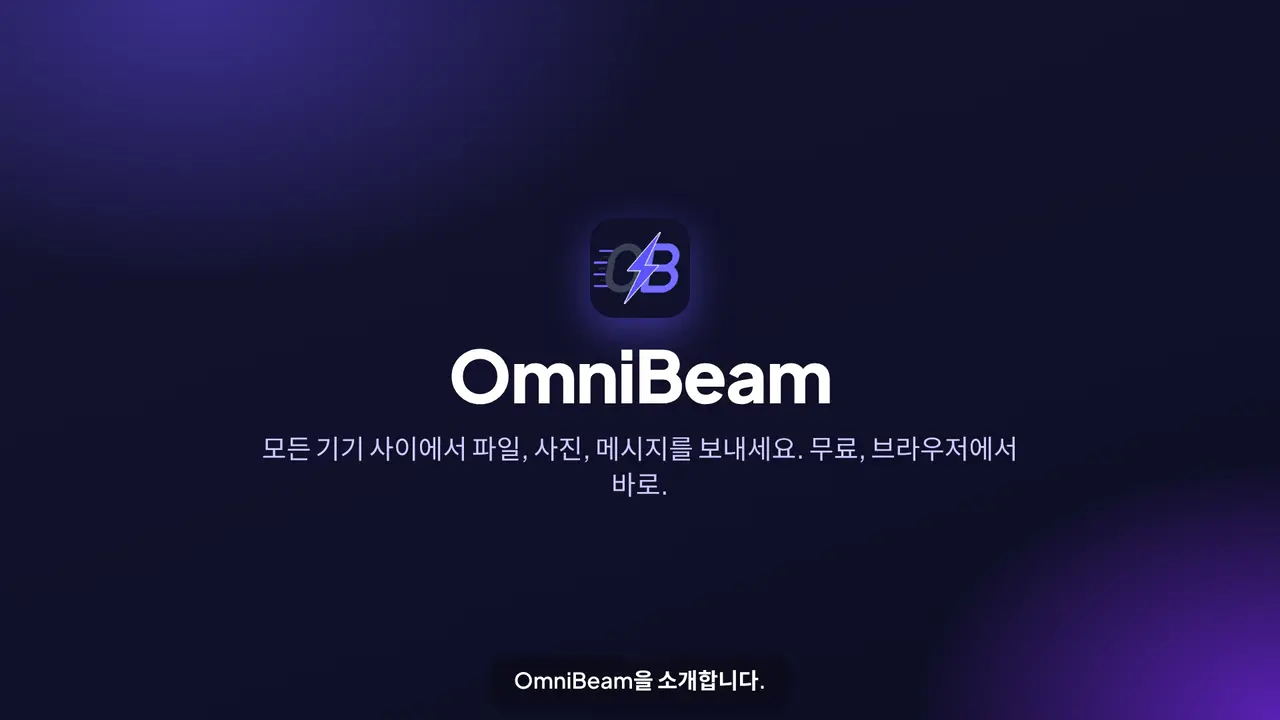 OB
OmniBeam
모든 기기 사이에서 파일, 사진, 메시지를 보내세요. 무료, 브라우저에서
바로.
OmniBeam을 소개합니다.